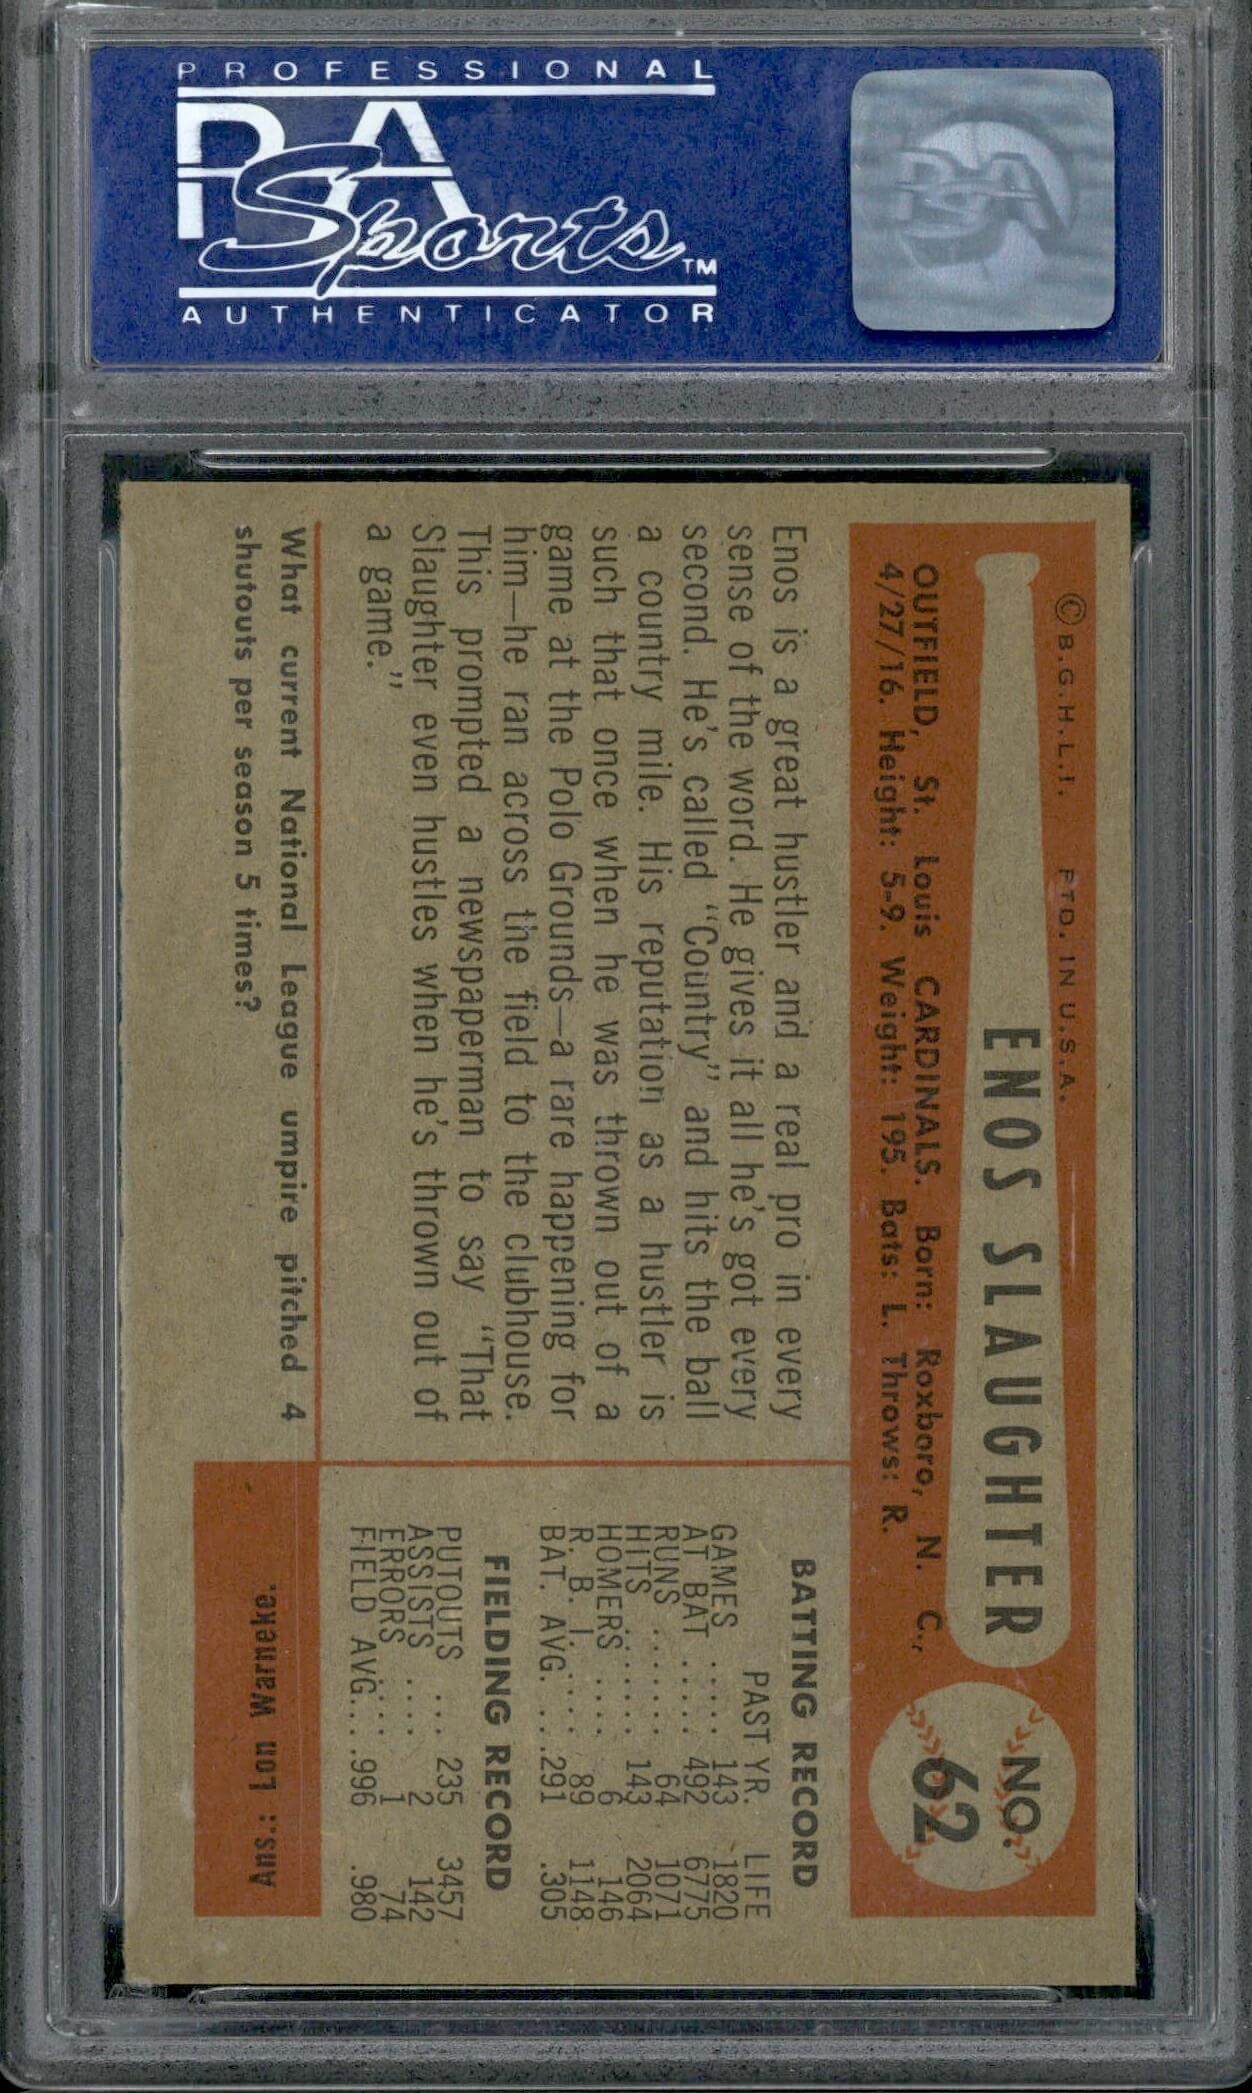 PROFESSIONAL
PSA
Sports™
AUTHENTICATOR
PSA
© B.G.H.L.I. PTD. IN U.S.A.
ENOS SLAUGHTER
NO.
62
OUTFIELD, St. Louis CARDINALS. Born: Roxboro, N. C.,
4/27/16. Height: 5-9. Weight: 195. Bats: L. Throws: R.
Enos is a great hustler and a real pro in every
sense of the word. He gives it all he's got every
second. He's called "Country" and hits the ball
a country mile. His reputation as a hustler is
such that once when he was thrown out of a
game at the Polo Grounds—a rare happening for
him—he ran across the field to the clubhouse.
This prompted a newspaperman to say "That
Slaughter even hustles when he's thrown out of
a game."
BATTING RECORD
PAST YR. LIFE
GAMES ..... 143 1820
AT BAT ..... 492 6775
RUNS ....... 64 1071
HITS ....... 143 2064
HOMERS .... 6 146
R. B. I. .... 89 1148
BAT. AVG. .. .291 .305
FIELDING RECORD
PUTOUTS ... 235 3457
ASSISTS .... 2 142
ERRORS .... 1 74
FIELD AVG... .996 .980
What current National League umpire pitched 4
shutouts per season 5 times?
Ans.: Lon Warneke.